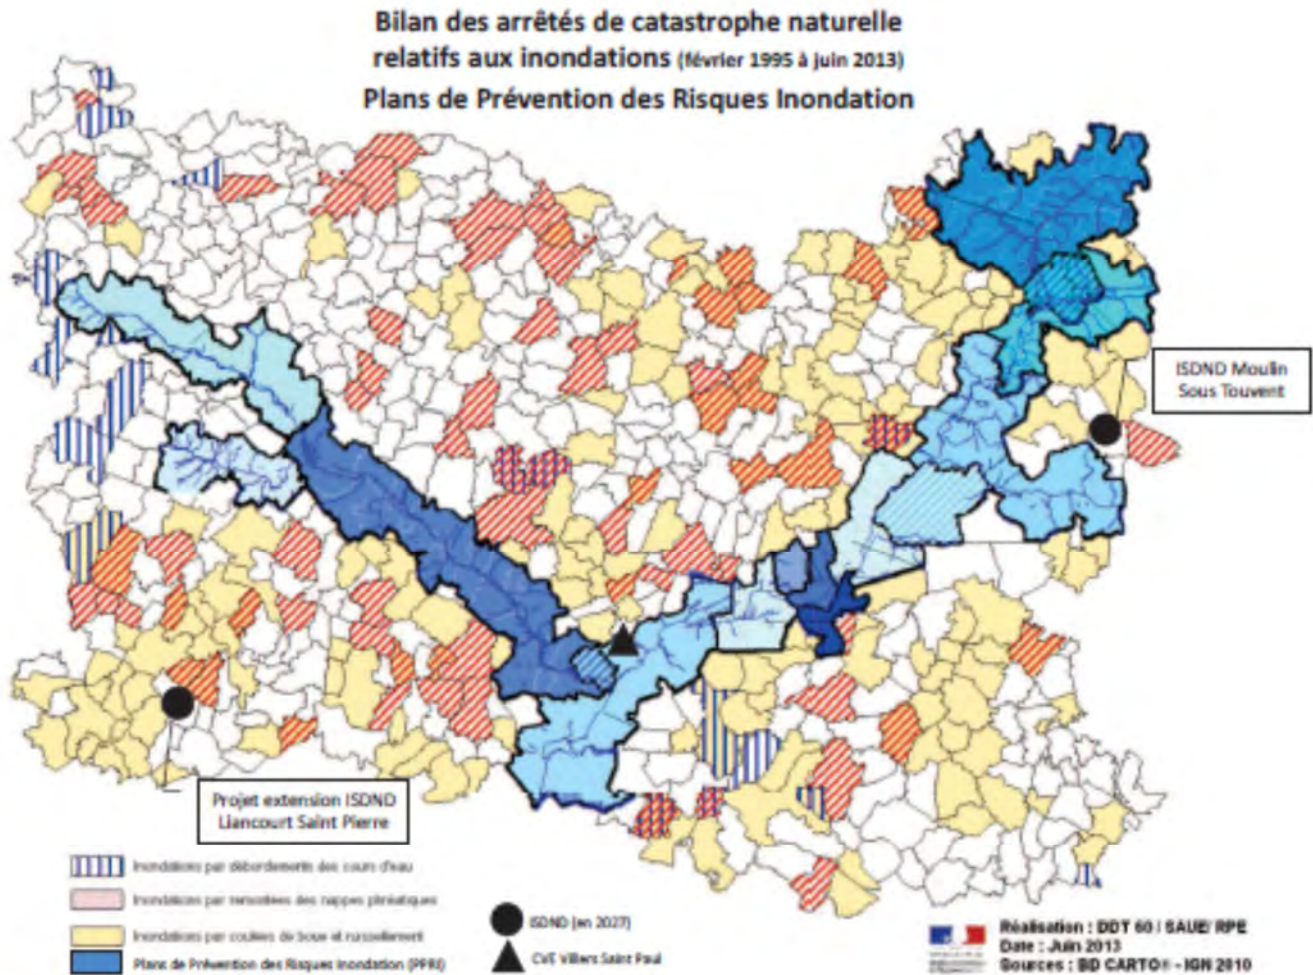 Bilan des arrêtés de catastrophe naturelle
relatifs aux inondations (février 1995 à juin 2013)
Plans de Prévention des Risques Inondation
ISDND Moulin
Sous Touvent
Projet extension ISDND
Liancourt Saint Pierre
Inondations par débordements des cours d'eau
Inondations par remontées des nappes phréatiques
Inondations par coulées de boue et ruissellement
Plans de Prévention des Risques Inondation (PPRI)
ISDND (en 2027)
CVE Villers Saint Paul
Réalisation : DDT 60 / SAUE/ RPE
Date : Juin 2013
Sources : BD CARTO® - IGN 2010